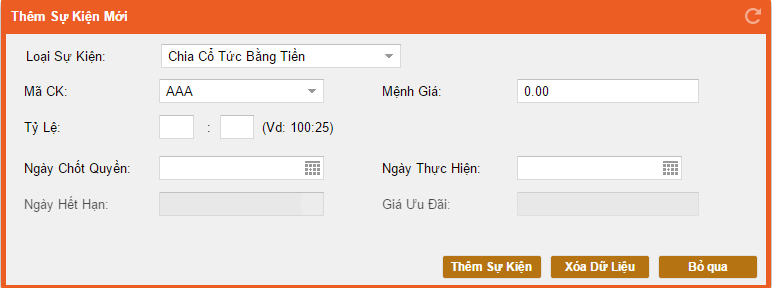 Thêm Sự Kiện Mới
Loại Sự Kiện: Chia Cổ Tức Bằng Tiền
Mã CK: AAA Mệnh Giá: 0.00
Tỷ Lệ: : (Vd: 100:25)
Ngày Chốt Quyền: Ngày Thực Hiện:
Ngày Hết Hạn: Giá Ưu Đãi:
Thêm Sự Kiện Xóa Dữ Liệu Bỏ qua